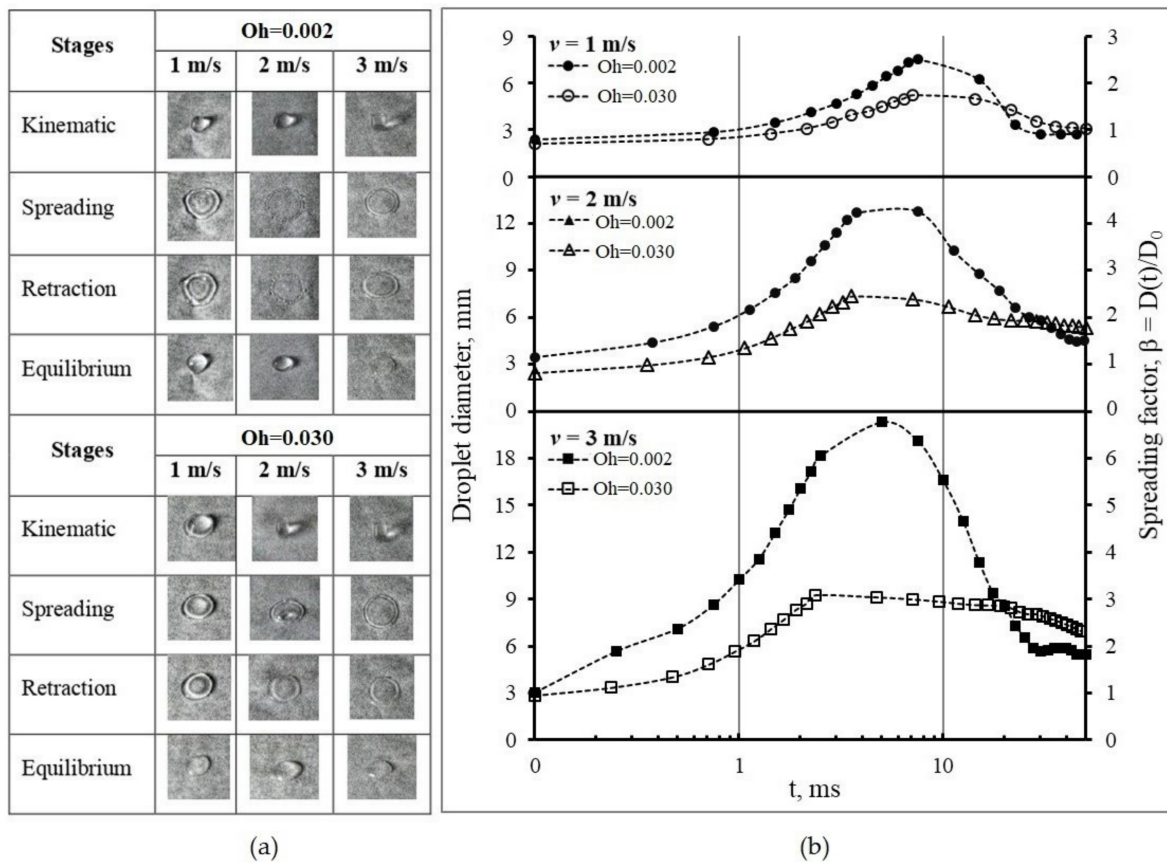 Stages
Oh=0.002
1 m/s 2 m/s 3 m/s
Kinematic
Spreading
Retraction
Equilibrium
Stages
Oh=0.030
1 m/s 2 m/s 3 m/s
Kinematic
Spreading
Retraction
Equilibrium
(a)
Droplet diameter, mm
9
6
3
0
v = 1 m/s
Oh=0.002
Oh=0.030
3
2
1
0
12
9
6
3
0
v = 2 m/s
Oh=0.002
Oh=0.030
4
3
2
1
0
18
15
12
9
6
3
0
v = 3 m/s
Oh=0.002
Oh=0.030
6
5
4
3
2
1
0
Spreading factor, β = D(t)/D0
0 1 10
t, ms
(b)